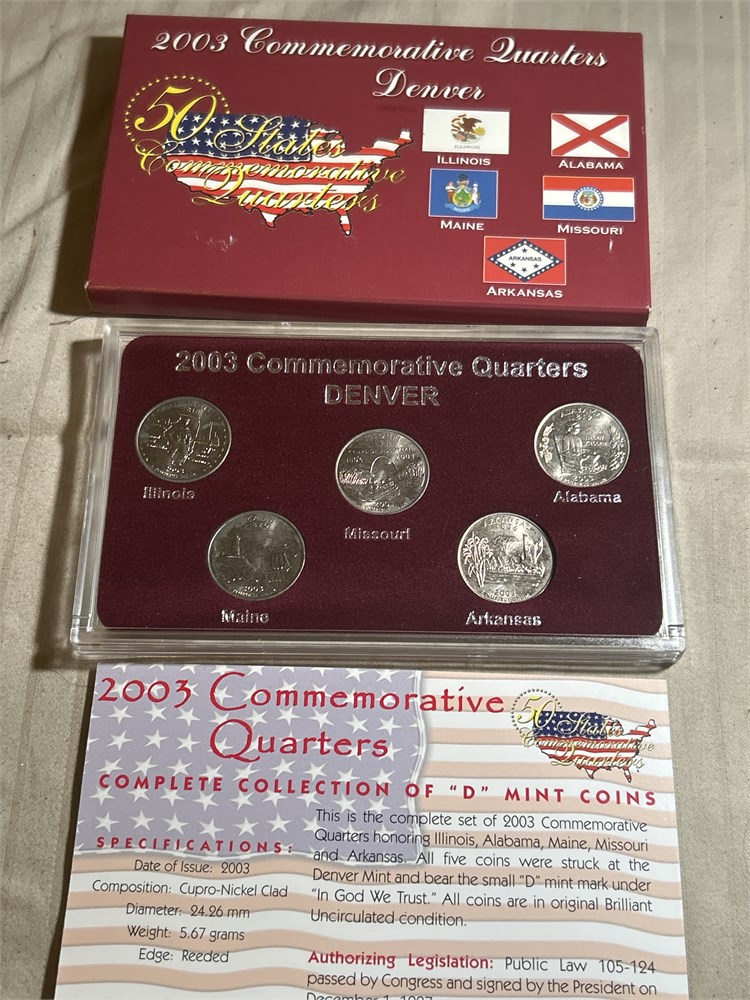 2003 Commemorative Quarters
Denver
50 States
Commemorative
Quarters
ILLINOIS
ALABAMA
MAINE
MISSOURI
ARKANSAS
ARKANSAS
2003 Commemorative Quarters
DENVER
Illinois
Missouri
Alabama
Maine
Arkansas
2003 Commemorative
Quarters
50 States
Commemorative
Quarters
COMPLETE COLLECTION OF "D" MINT COINS
SPECIFICATIONS:
Date of Issue: 2003
Composition: Cupro-Nickel Clad
Diameter: 24.26 mm
Weight: 5.67 grams
Edge: Reeded
This is the complete set of 2003 Commemorative
Quarters honoring Illinois, Alabama, Maine, Missouri
and Arkansas. All five coins were struck at the
Denver Mint and bear the small "D" mint mark under
"In God We Trust." All coins are in original Brilliant
Uncirculated condition.
Authorizing Legislation: Public Law 105-124
passed by Congress and signed by the President on
December 1, 1997